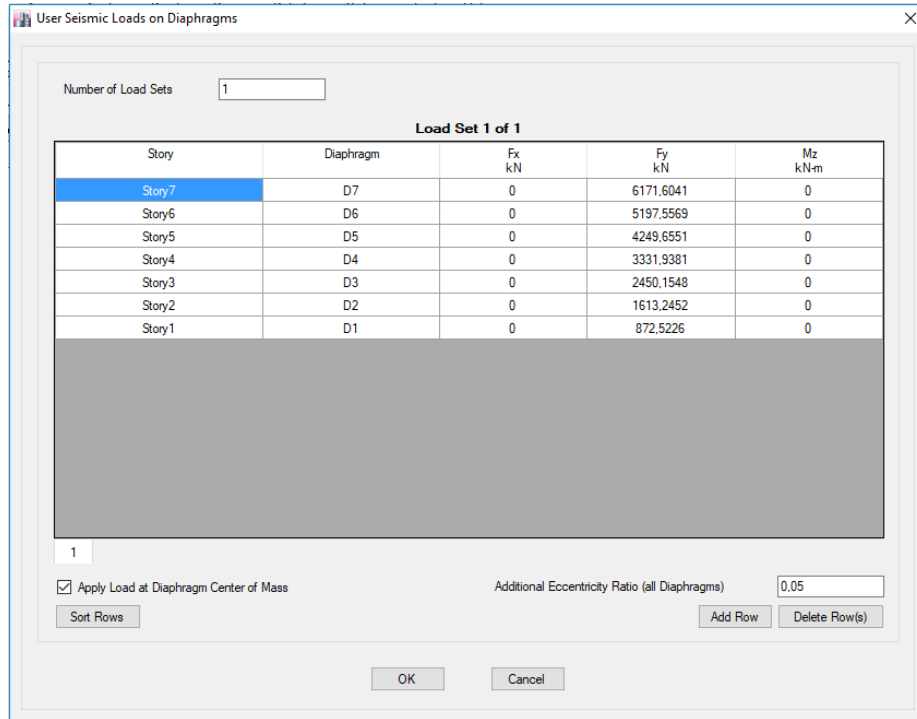 User Seismic Loads on Diaphragms
Number of Load Sets 1
Load Set 1 of 1
Story Diaphragm Fx Fy Mz
kN kN kN-m
Story7 D7 0 6171,6041 0
Story6 D6 0 5197,5569 0
Story5 D5 0 4249,6551 0
Story4 D4 0 3331,9381 0
Story3 D3 0 2450,1548 0
Story2 D2 0 1613,2452 0
Story1 D1 0 872,5226 0
1
Apply Load at Diaphragm Center of Mass Additional Eccentricity Ratio (all Diaphragms) 0,05
Sort Rows Add Row Delete Row(s)
OK Cancel